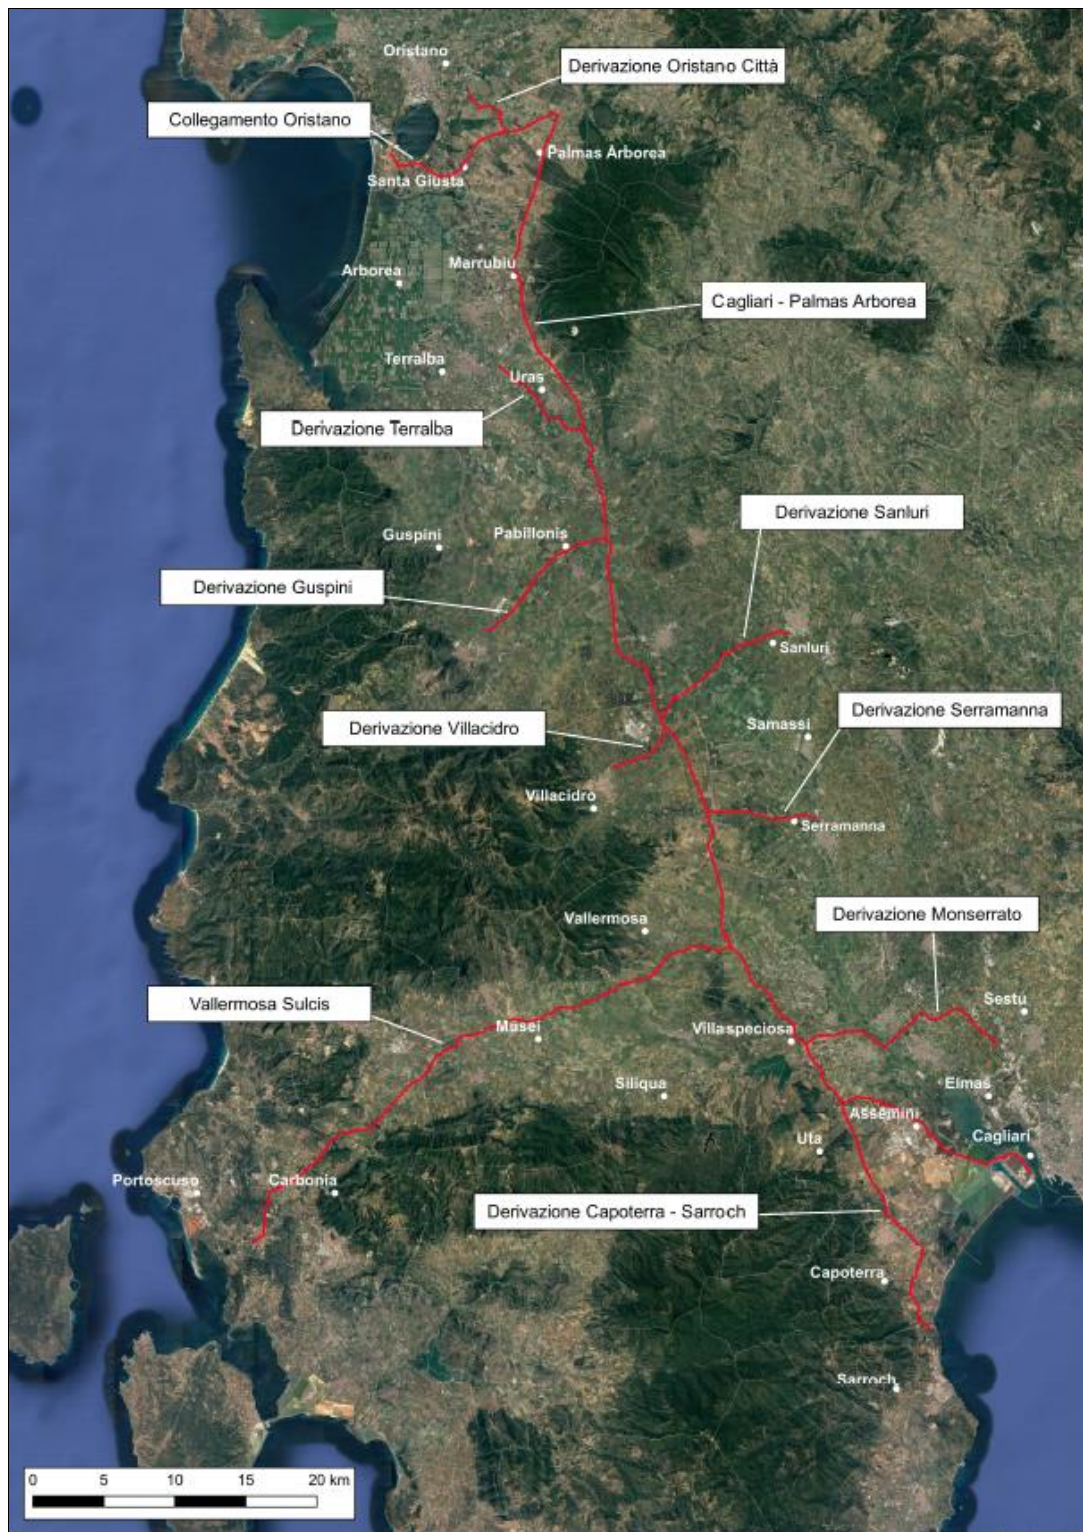 Oristano
Derivazione Oristano Città
Collegamento Oristano
Palmas Arborea
Santa Giusta
Marrubiu
Arborea
Cagliari - Palmas Arborea
Terralba
Uras
Derivazione Terralba
Derivazione Sanluri
Guspini
Pabillonis
Derivazione Guspini
Sanluri
Derivazione Serramanna
Derivazione Villacidro
Samassi
Villacidro
Serramanna
Vallermosa
Derivazione Monserrato
Vallermosa Sulcis
Sestu
Musei
Villaspeciosa
Siliqua
Elmas
Assemini
Uta
Cagliari
Portoscuso
Carbonia
Derivazione Capoterra - Sarroch
Capoterra
Sarroch
0 5 10 15 20 km